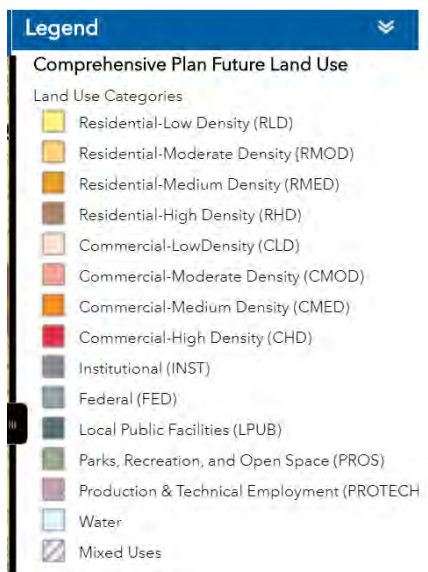 Legend
Comprehensive Plan Future Land Use
Land Use Categories
Residential-Low Density (RLD)
Residential-Moderate Density {RMOD)
Residential-Medium Density (RMED)
Residential-High Density (RHD)
Commercial-LowDensity (CLD)
Commercial-Moderate Density (CMOD)
Commercial-Medium Density (CMED)
Commercial-High Density (CHD)
Institutional (INST)
Federal (FED)
Local Public Facilities (LPUB)
Parks, Recreation, and Open Space (PROS)
Production & Technical Employment (PROTECH
Water
Mixed Uses